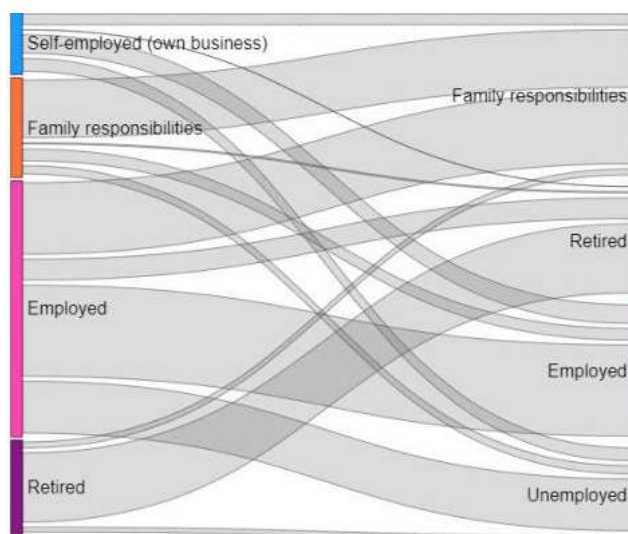 Self-employed (own business)
Family responsibilities
Employed
Retired
Family responsibilities
Retired
Employed
Unemployed